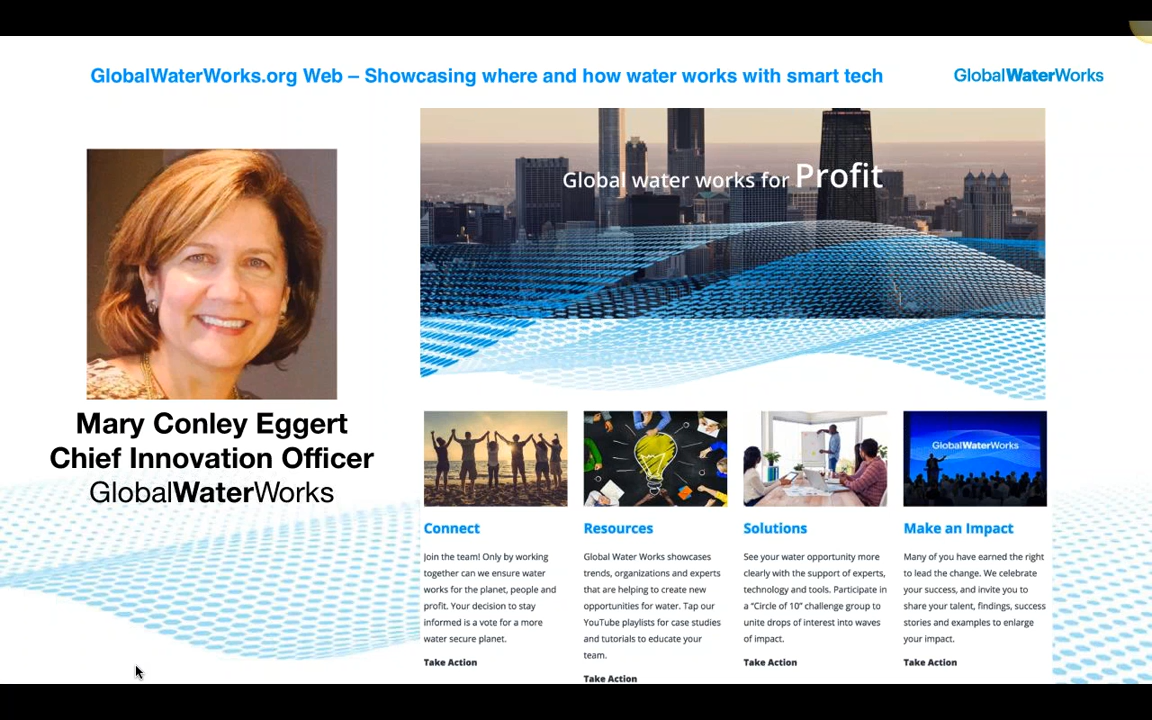 GlobalWaterWorks.org Web – Showcasing where and how water works with smart tech
GlobalWaterWorks
Global water works for Profit
Mary Conley Eggert
Chief Innovation Officer
GlobalWaterWorks
GlobalWaterWorks
Connect
Join the team! Only by working
together can we ensure water
works for the planet, people and
profit. Your decision to stay
informed is a vote for a more
water secure planet.
Take Action
Resources
Global Water Works showcases
trends, organizations and experts
that are helping to create new
opportunities for water. Tap our
YouTube playlists for case studies
and tutorials to educate your
team.
Take Action
Solutions
See your water opportunity more
clearly with the support of experts,
technology and tools. Participate in
a “Circle of 10” challenge group to
unite drops of interest into waves
of impact.
Take Action
Make an Impact
Many of you have earned the right
to lead the change. We celebrate
your success, and invite you to
share your talent, findings, success
stories and examples to enlarge
your impact.
Take Action